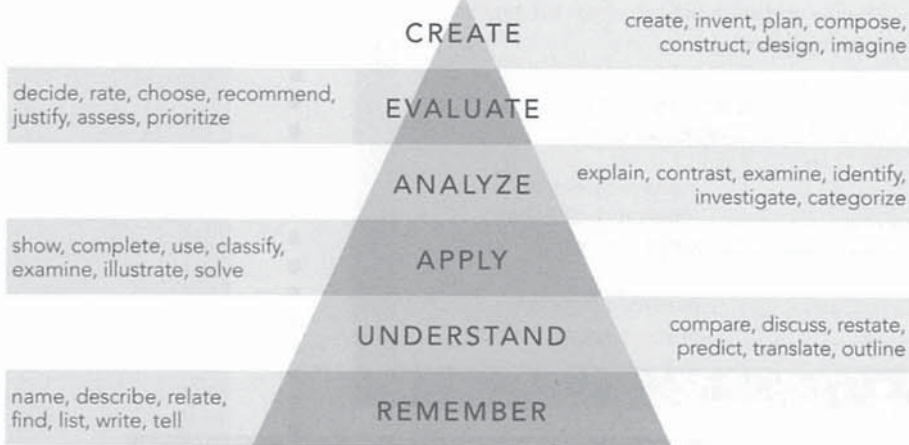 CREATE
create, invent, plan, compose,
construct, design, imagine
decide, rate, choose, recommend,
justify, assess, prioritize
EVALUATE
ANALYZE
explain, contrast, examine, identify,
investigate, categorize
show, complete, use, classify,
examine, illustrate, solve
APPLY
UNDERSTAND
compare, discuss, restate,
predict, translate, outline
name, describe, relate,
find, list, write, tell
REMEMBER